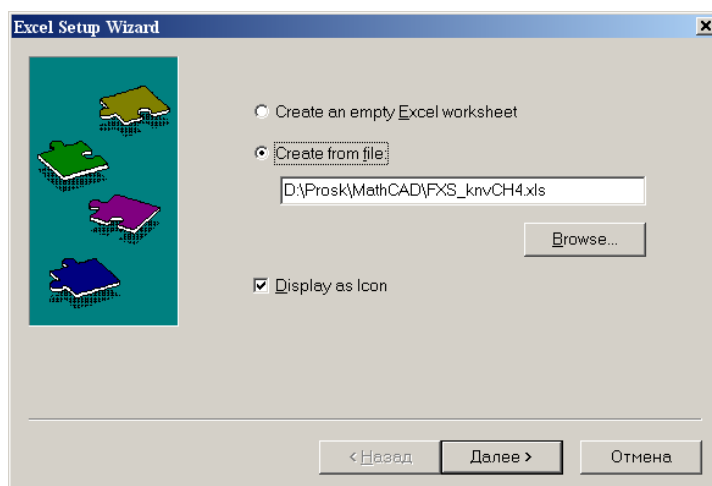 Excel Setup Wizard
Create an empty Excel worksheet
Create from file:
D:\Prosk\MathCAD\FXS_knvCH4.xls
Browse...
Display as Icon
< Назад Далее > Отмена